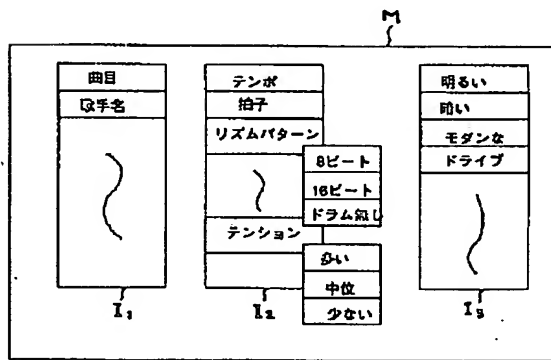 M
曲目
歌手名
I₁
テンポ
拍子
リズムパターン
8ビート
16ビート
ドラム無し
テンション
多い
中位
少ない
I₂
明るい
暗い
モダンな
ドライブ
I₃